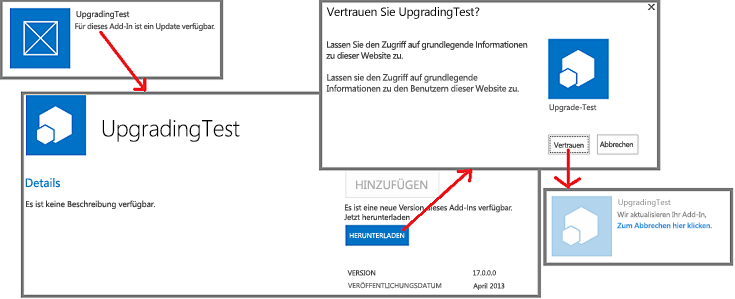 UpgradingTest
Für dieses Add-In ist ein Update verfügbar.
UpgradingTest
Details
Es ist keine Beschreibung verfügbar.
HINZUFÜGEN
Es ist eine neue Version dieses Add-Ins verfügbar.
Jetzt herunterladen
HERUNTERLADEN
VERSION 17.0.0.0
VERÖFFENTLICHUNGSDATUM April 2013
Vertrauen Sie UpgradingTest?
Lassen Sie den Zugriff auf grundlegende Informationen
zu dieser Website zu.
Lassen sie den Zugriff auf grundlegende
Informationen zu den Benutzern dieser Website zu.
Upgrade-Test
Vertrauen Abbrechen
UpgradingTest
Wir aktualisieren Ihr Add-In,
Zum Abbrechen hier klicken.